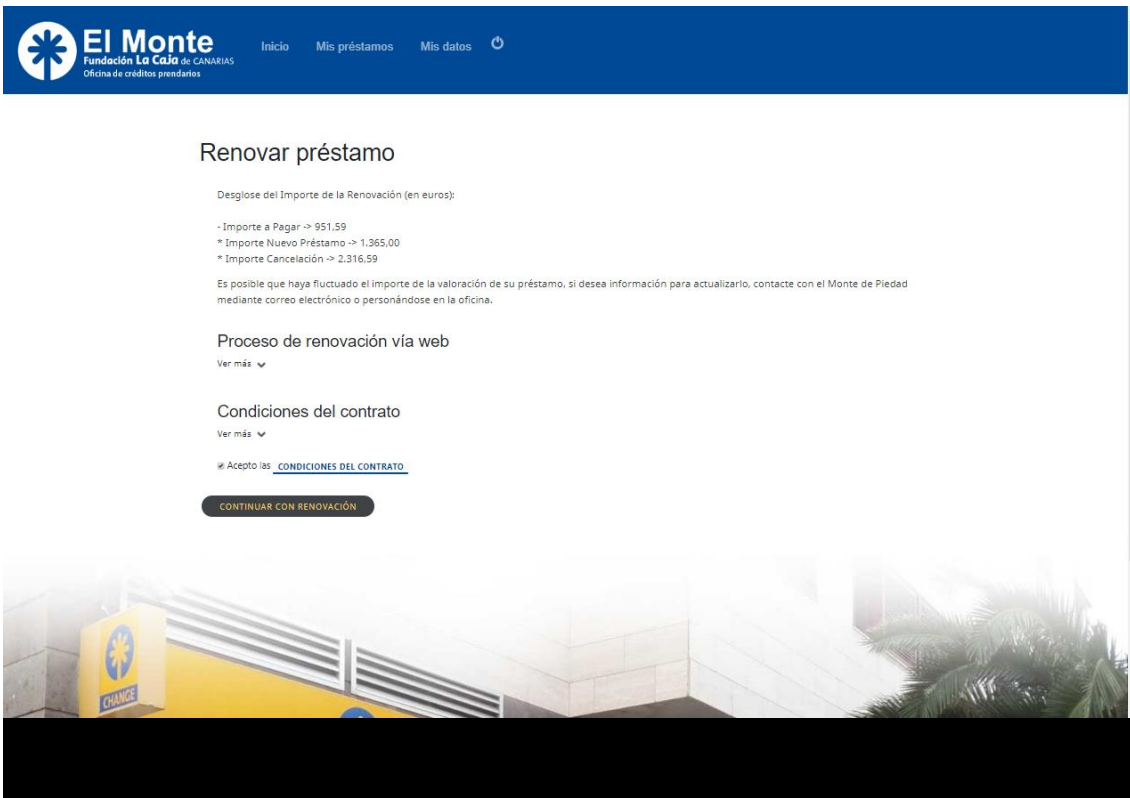 El Monte
Fundación La Caja de CANARIAS
Oficina de créditos prendarios
Inicio Mis préstamos Mis datos
Renovar préstamo
Desglose del Importe de la Renovación (en euros):
- Importe a Pagar -> 951,59
* Importe Nuevo Préstamo -> 1.365,00
* Importe Cancelación -> 2.316,59
Es posible que haya fluctuado el importe de la valoración de su préstamo, si desea información para actualizarlo, contacte con el Monte de Piedad
mediante correo electrónico o personándose en la oficina.
Proceso de renovación vía web
Ver más
Condiciones del contrato
Ver más
Acepto las CONDICIONES DEL CONTRATO
CONTINUAR CON RENOVACIÓN
CHANGE